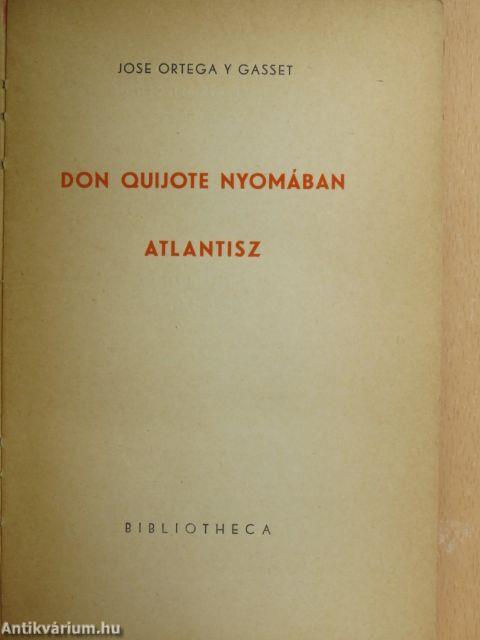 JOSE ORTEGA Y GASSET
DON QUIJOTE NYOMÁBAN
ATLANTISZ
BIBLIOTHECA
Antikvárium.hu